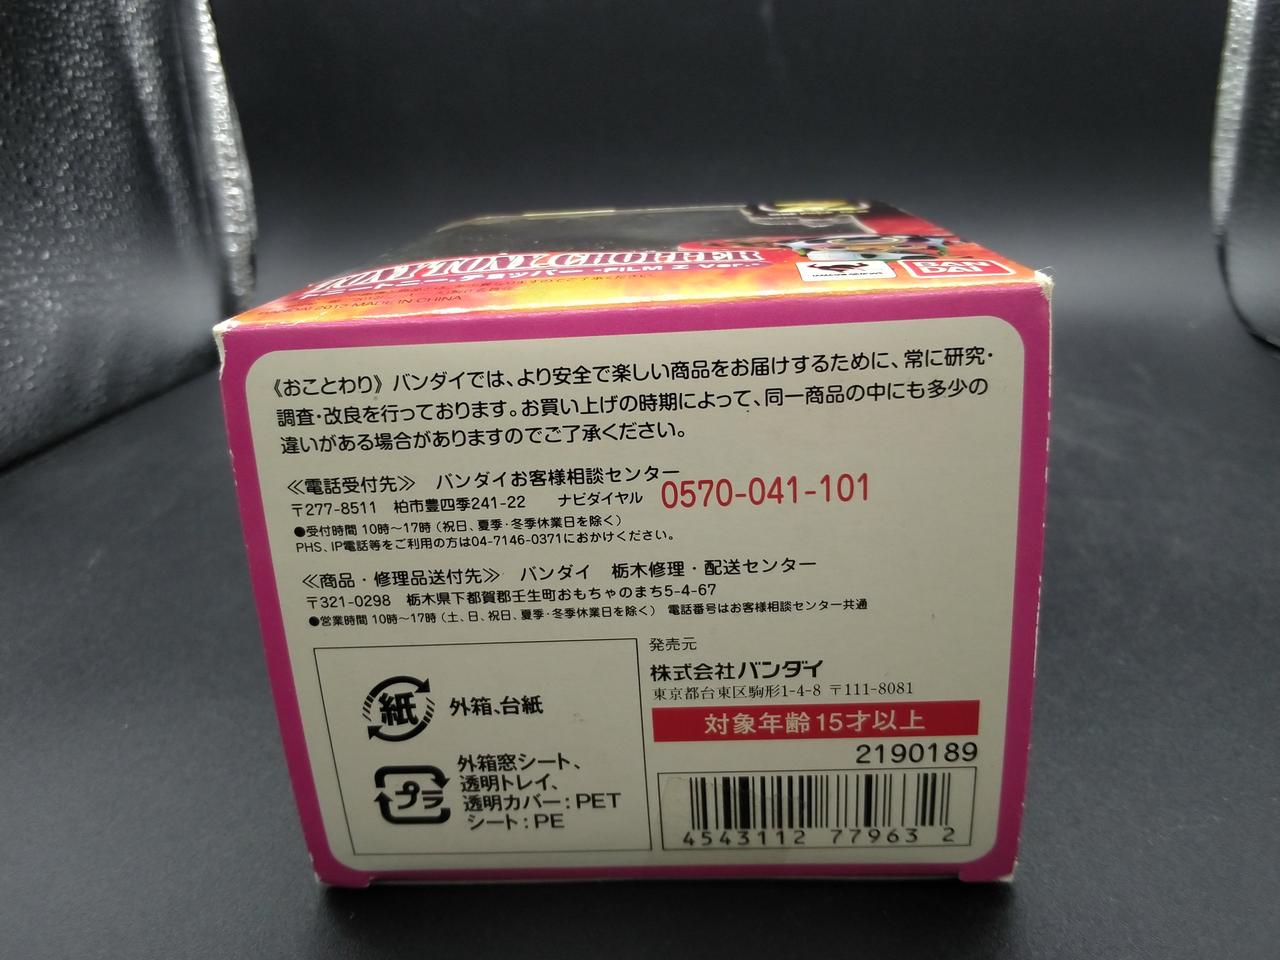 TONY TONY CHOPPER
トニートニー・チョッパー -FILM Z Ver.-
MADE IN CHINA
BAN
DAI
《おことわり》バンダイでは、より安全で楽しい商品をお届けするために、常に研究・
調査・改良を行っております。お買い上げの時期によって、同一商品の中にも多少の
違いがある場合がありますのでご了承ください。
≪電話受付先≫ バンダイお客様相談センター
〒277-8511 柏市豊四季241-22 ナビダイヤル 0570-041-101
●受付時間 10時〜17時（祝日、夏季・冬季休業日を除く）
PHS、IP電話等をご利用の方は04-7146-0371におかけください。
≪商品・修理品送付先≫ バンダイ 栃木修理・配送センター
〒321-0298 栃木県下都賀郡壬生町おもちゃのまち5-4-67
●営業時間 10時〜17時（土、日、祝日、夏季・冬季休業日を除く） 電話番号はお客様相談センター共通
紙 外箱、台紙
プラ 外箱窓シート、
透明トレイ、
透明カバー：PET
シート：PE
発売元
株式会社バンダイ
東京都台東区駒形1-4-8 〒111-8081
対象年齢15才以上
2190189
4543112 77963 2